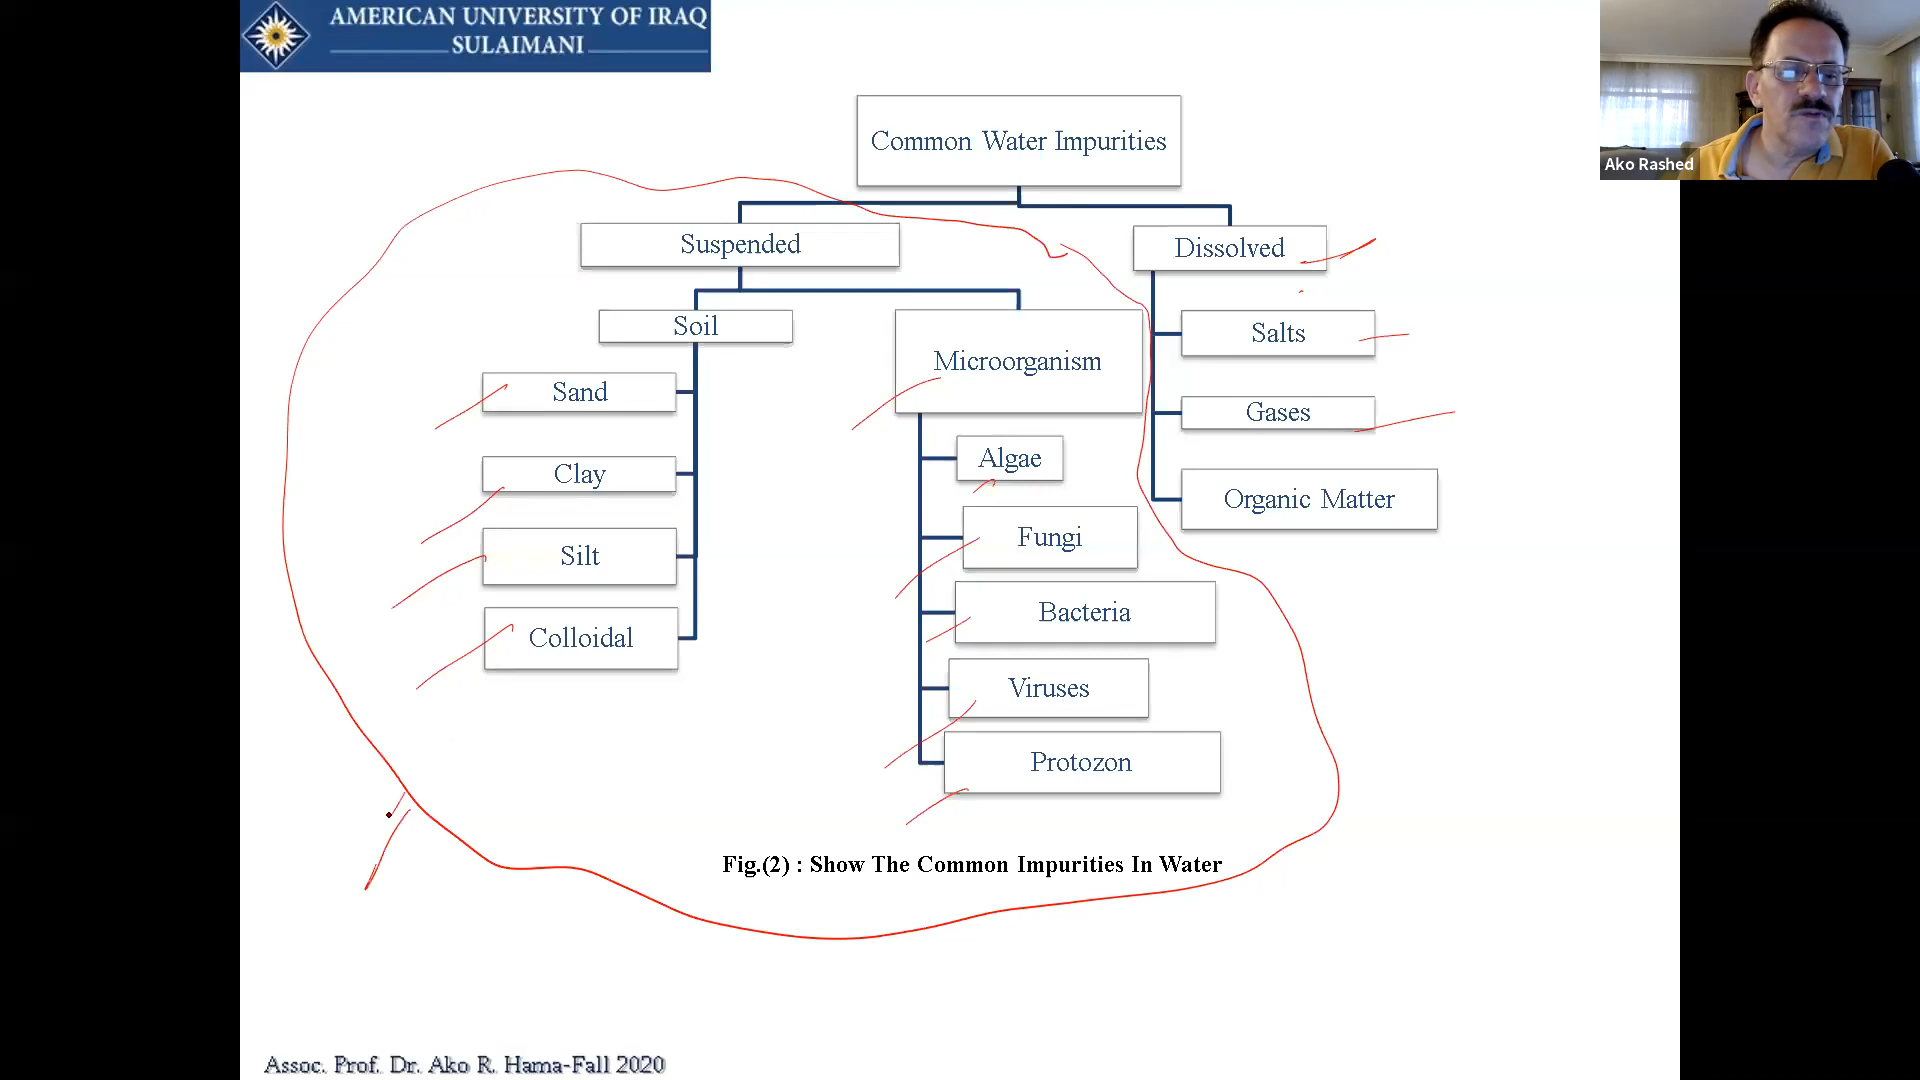 AMERICAN UNIVERSITY OF IRAQ
SULAIMANI
Ako Rashed
Common Water Impurities
Suspended
Dissolved
Soil
Microorganism
Salts
Sand
Gases
Clay
Algae
Organic Matter
Silt
Fungi
Colloidal
Bacteria
Viruses
Protozon
Fig.(2) : Show The Common Impurities In Water
Assoc. Prof. Dr. Ako R. Hama-Fall 2020